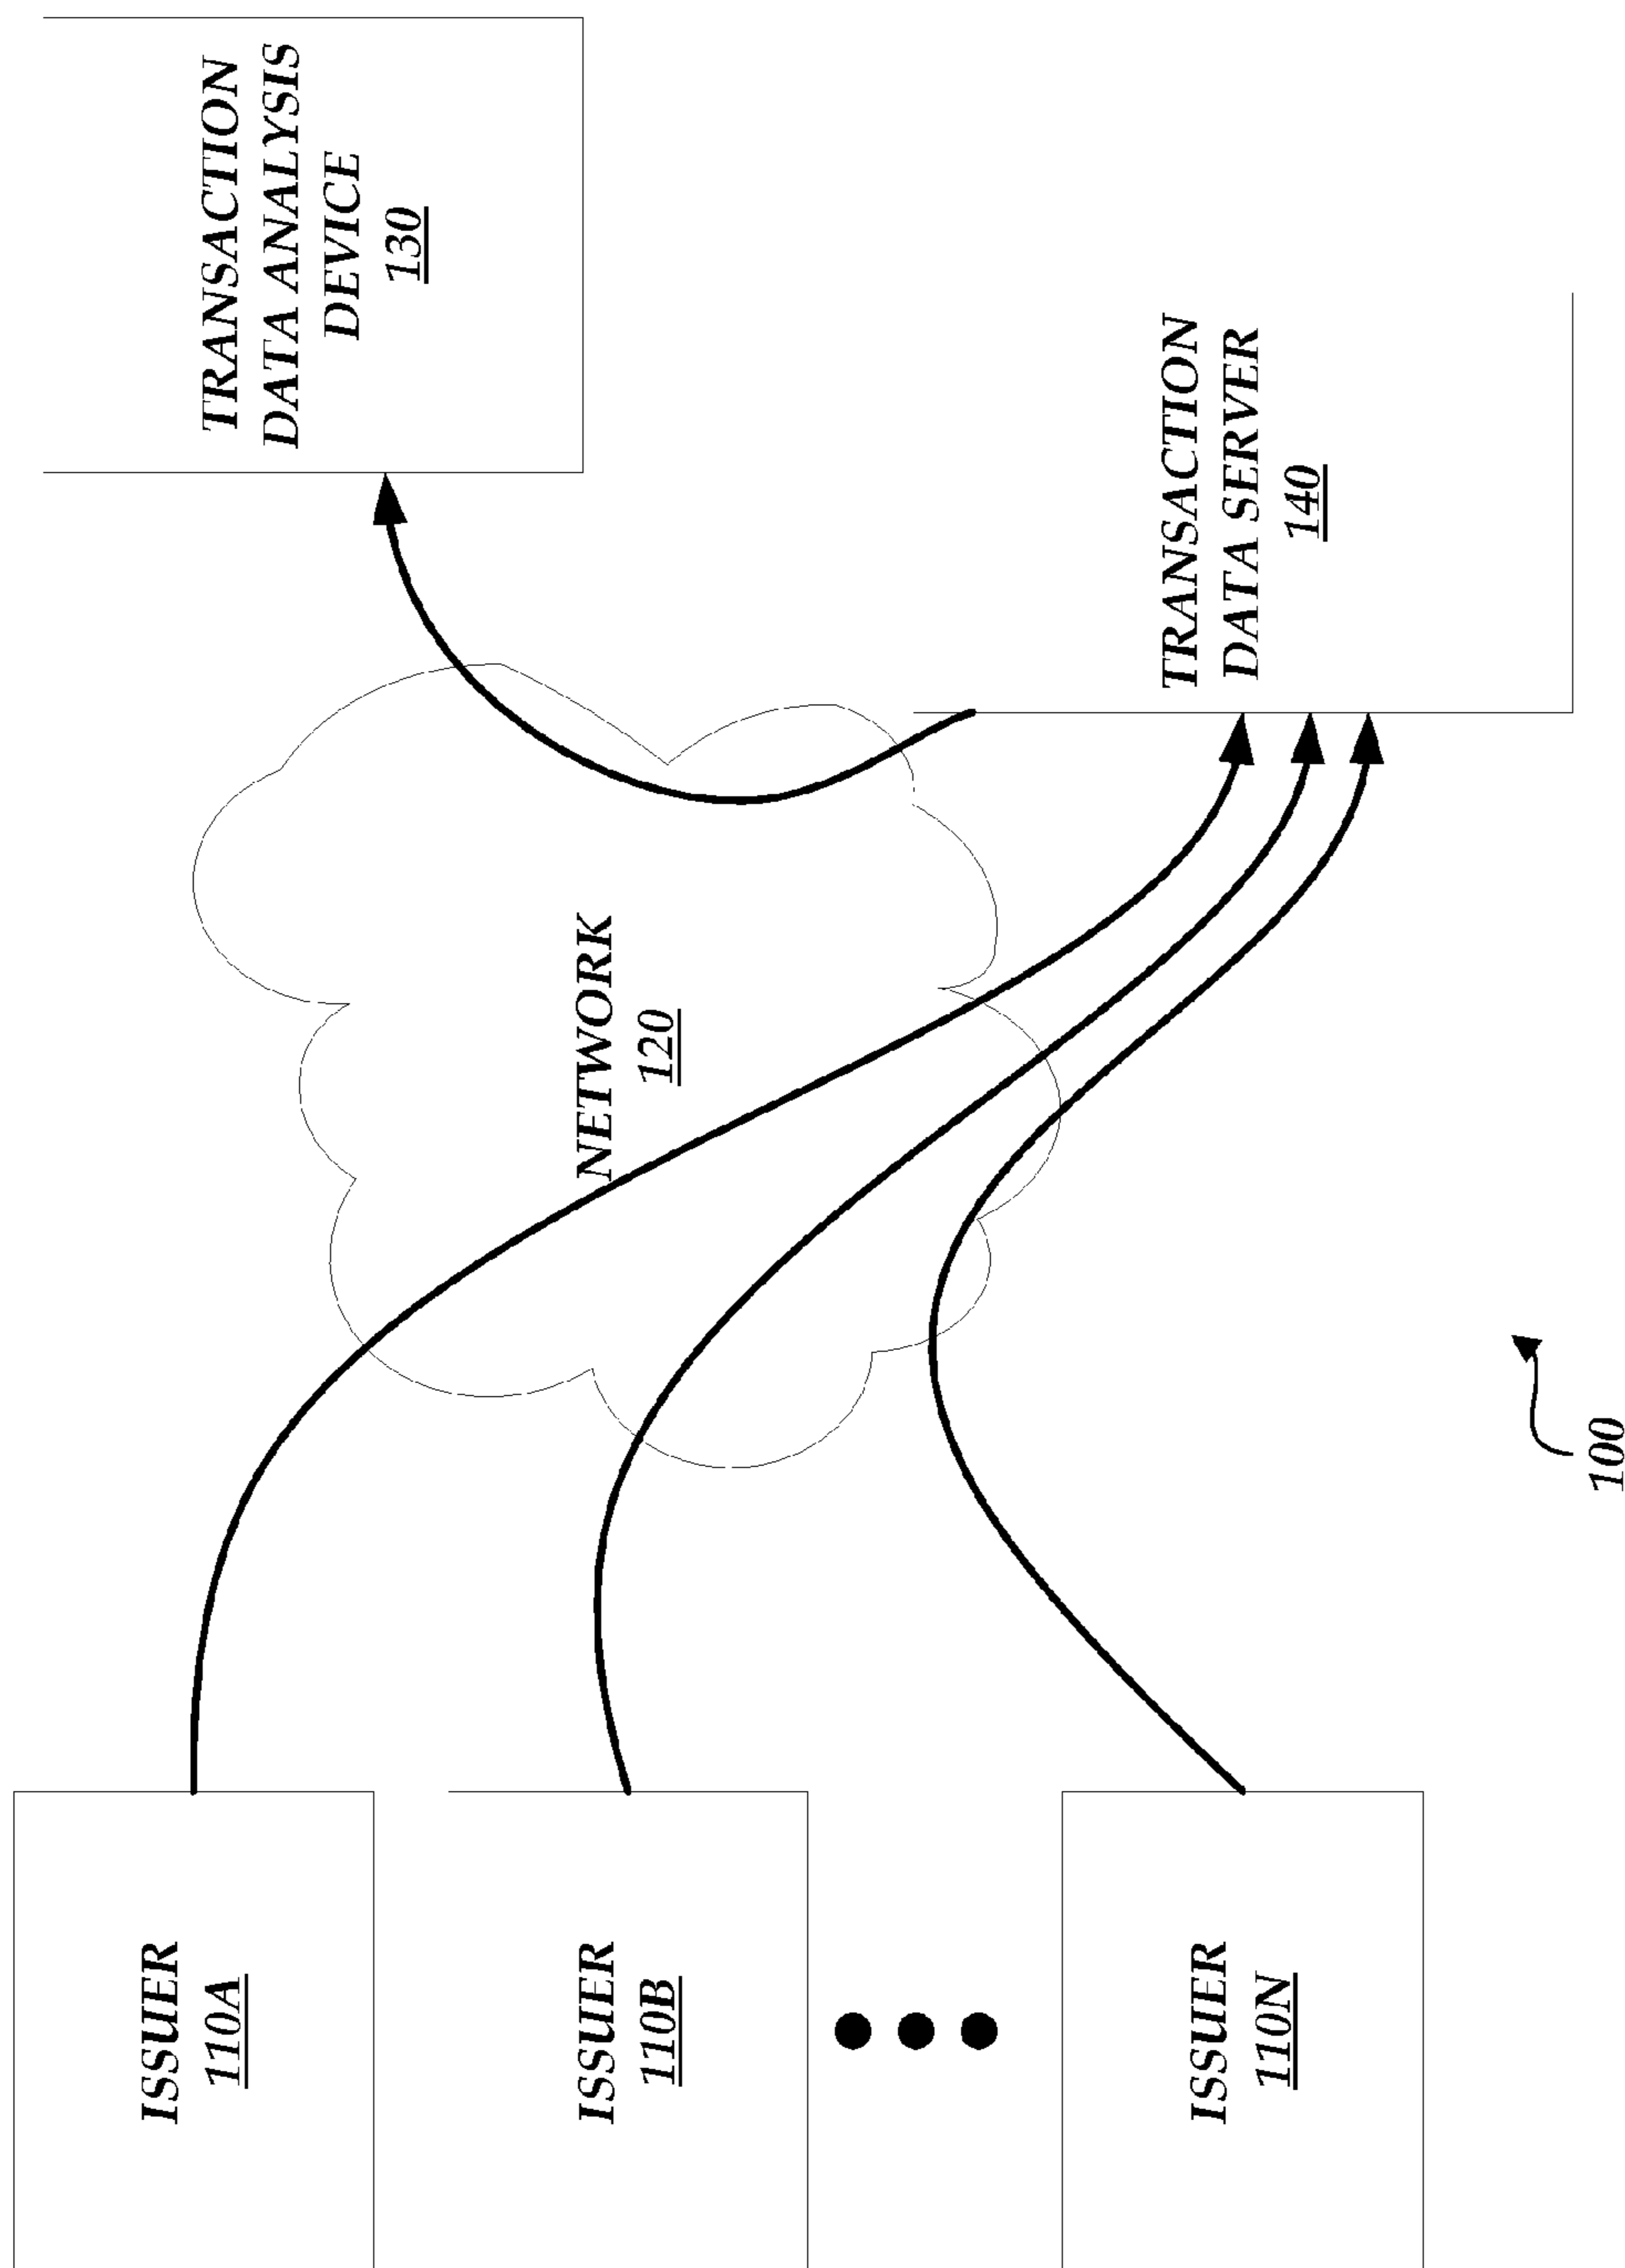 ISSUER
110A
ISSUER
110B
ISSUER
110N
NETWORK
120
TRANSACTION
DATA ANALYSIS
DEVICE
130
TRANSACTION
DATA SERVER
140
100